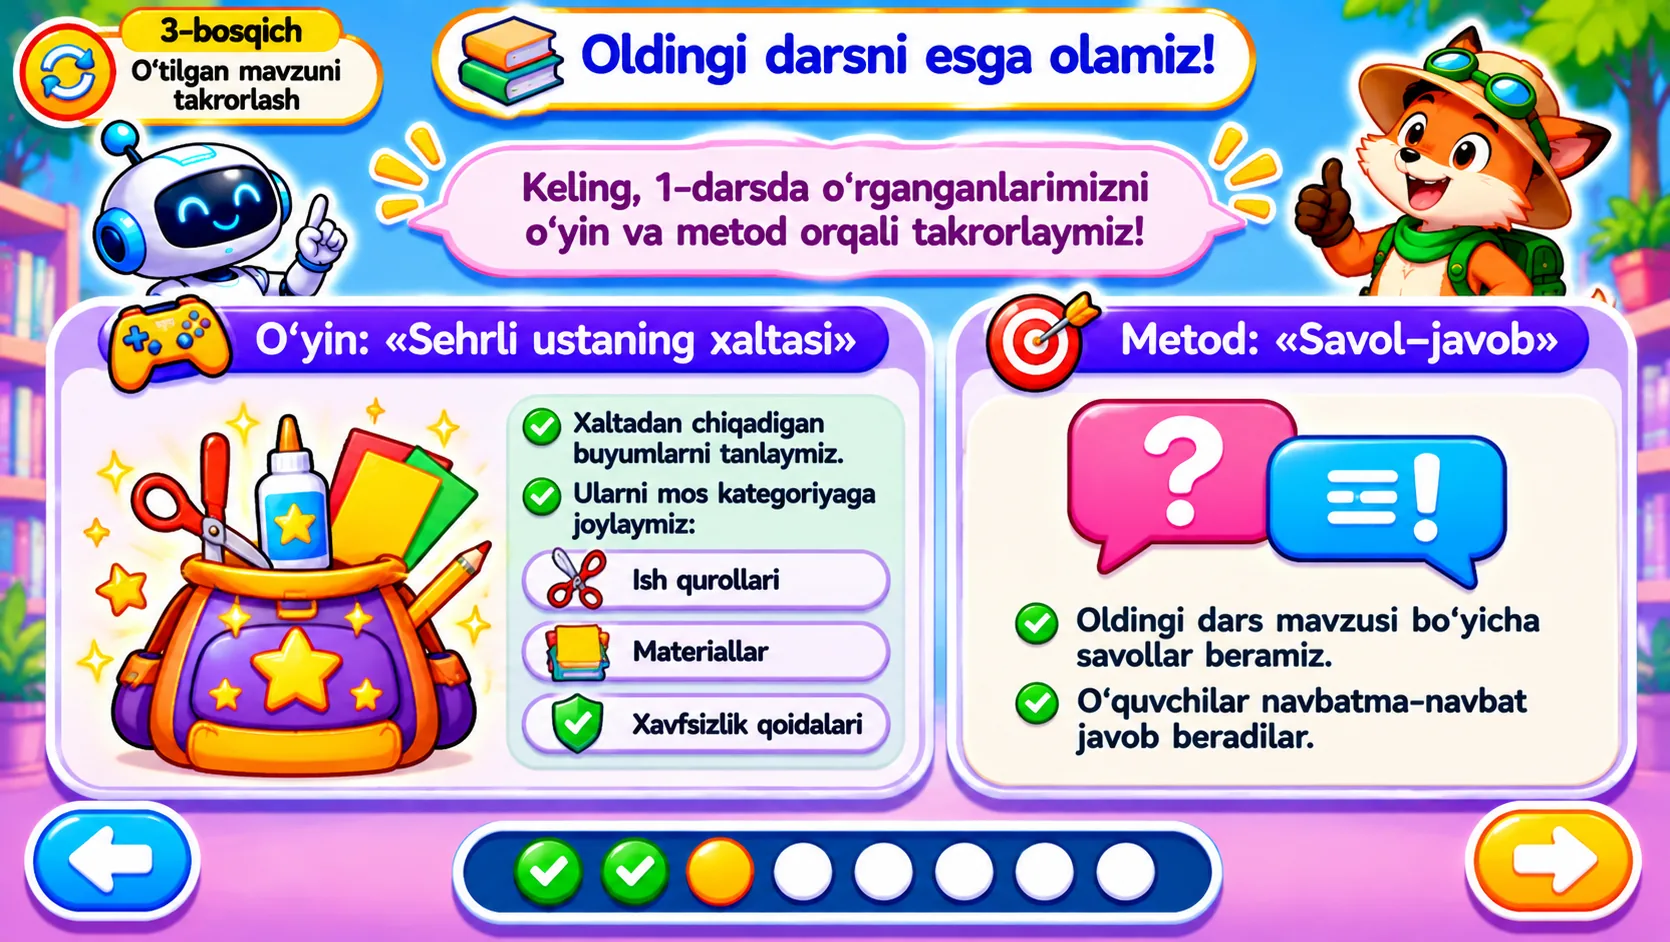 3-bosqich
O‘tilgan mavzuni
takrorlash
Oldingi darsni esga olamiz!
Keling, 1-darsda o‘rganganlarimizni
o‘yin va metod orqali takrorlaymiz!
O‘yin: «Sehrli ustaning xaltasi»
Xaltadan chiqadigan
buyumlarni tanlaymiz.
Ularni mos kategoriyaga
joylaymiz:
Ish qurollari
Materiallar
Xavfsizlik qoidalari
Metod: «Savol-javob»
?
!
Oldingi dars mavzusi bo‘yicha
savollar beramiz.
O‘quvchilar navbatma-navbat
javob beradilar.